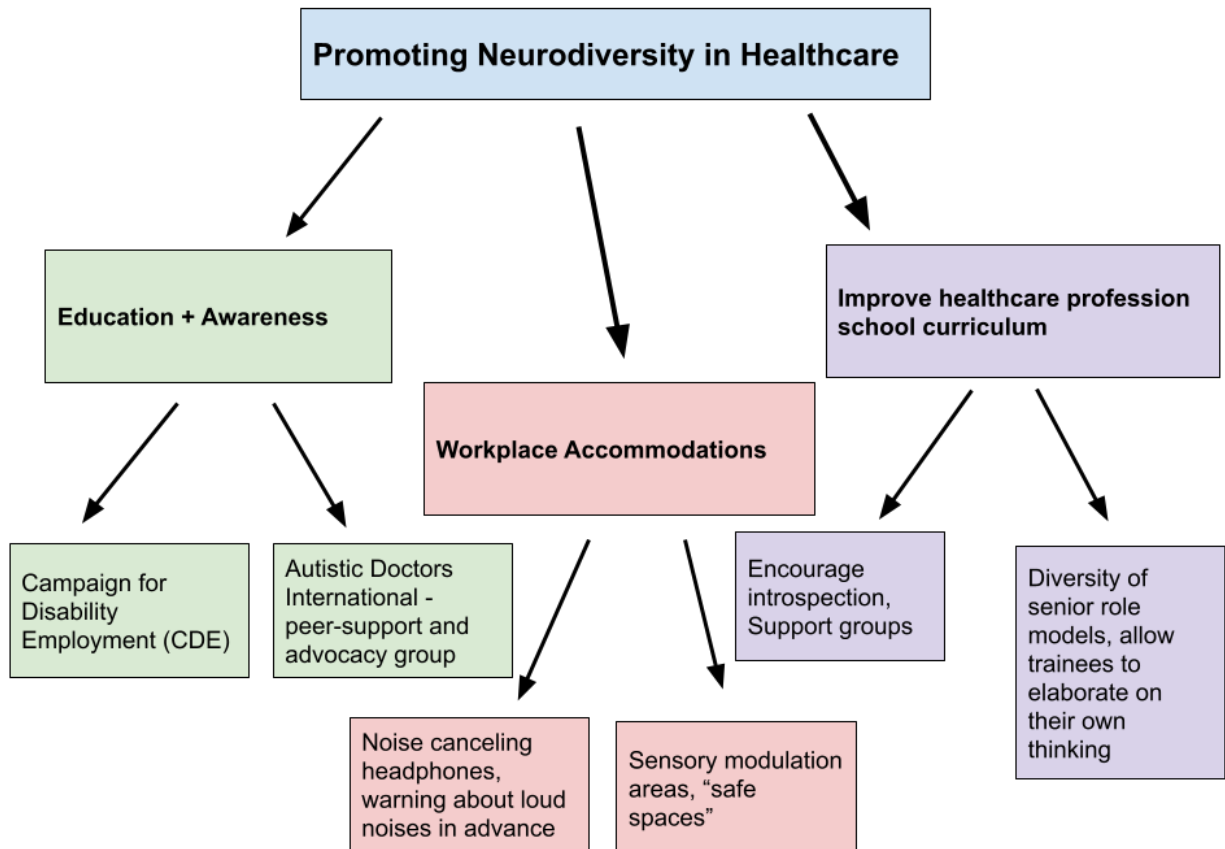 Promoting Neurodiversity in Healthcare
Education + Awareness
Improve healthcare profession
school curriculum
Workplace Accommodations
Campaign for
Disability
Employment (CDE)
Autistic Doctors
International -
peer-support and
advocacy group
Encourage
introspection,
Support groups
Diversity of
senior role
models, allow
trainees to
elaborate on
their own
thinking
Noise canceling
headphones,
warning about loud
noises in advance
Sensory modulation
areas, “safe
spaces”